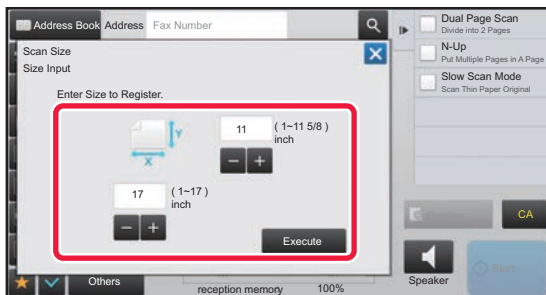 Address Book Address Fax Number
Scan Size
Size Input
Enter Size to Register.
Y
X
11 ( 1~11 5/8 )
inch
17 ( 1~17 )
inch
Execute
Dual Page Scan
Divide into 2 Pages
N-Up
Put Multiple Pages in A Page
Slow Scan Mode
Scan Thin Paper Original
CA
Others
reception memory 100%
Speaker
Start